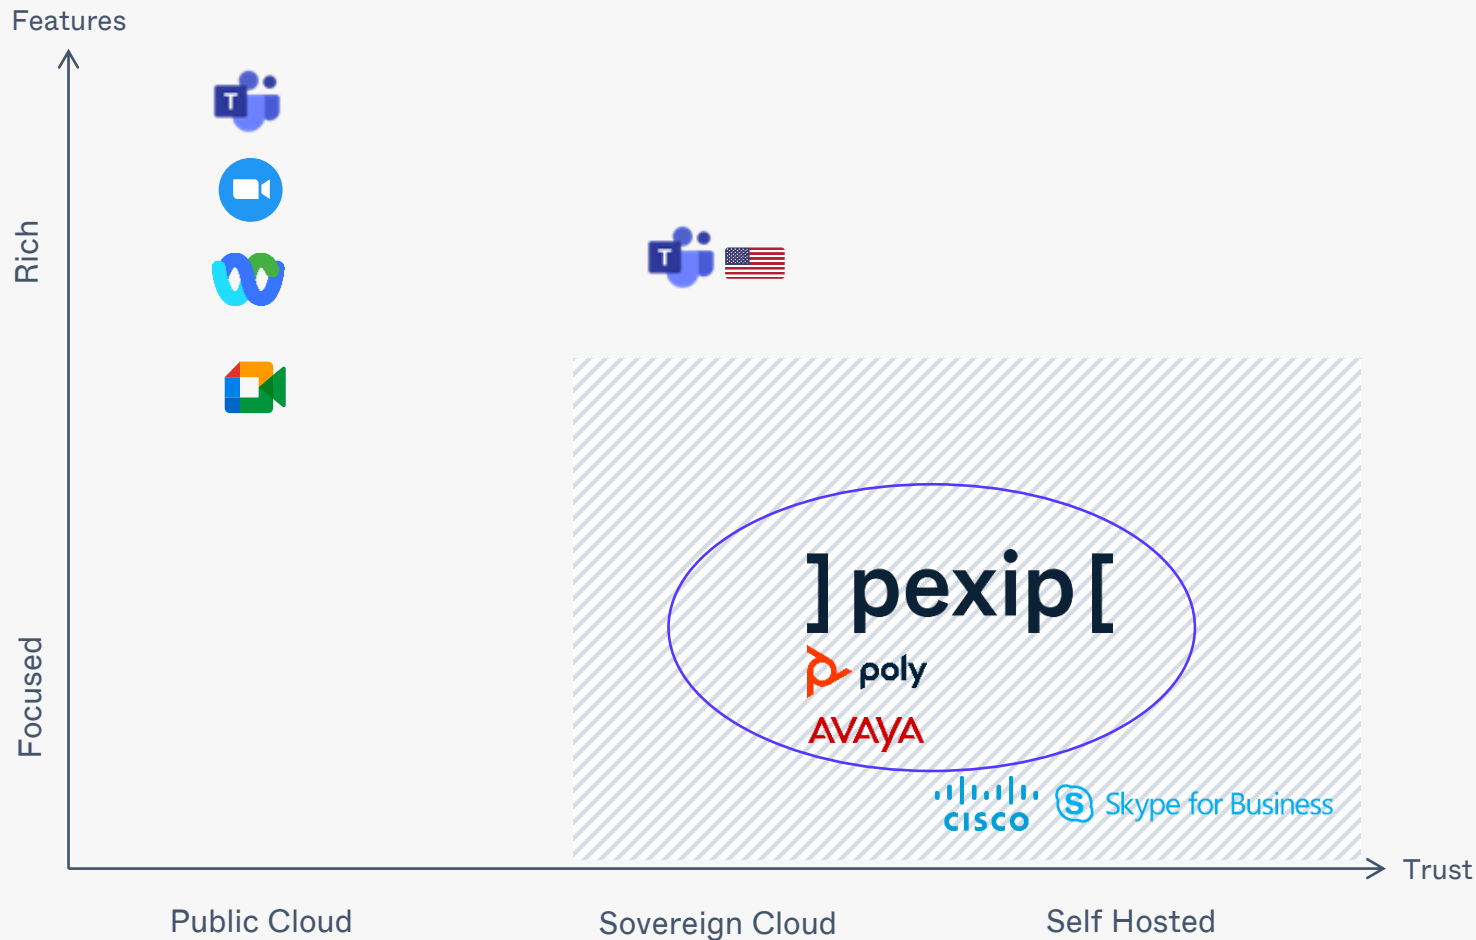 Features
T
Rich
T
]pexip[
poly
AVAYA
Focused
CISCO
S Skype for Business
Trust
Public Cloud
Sovereign Cloud
Self Hosted